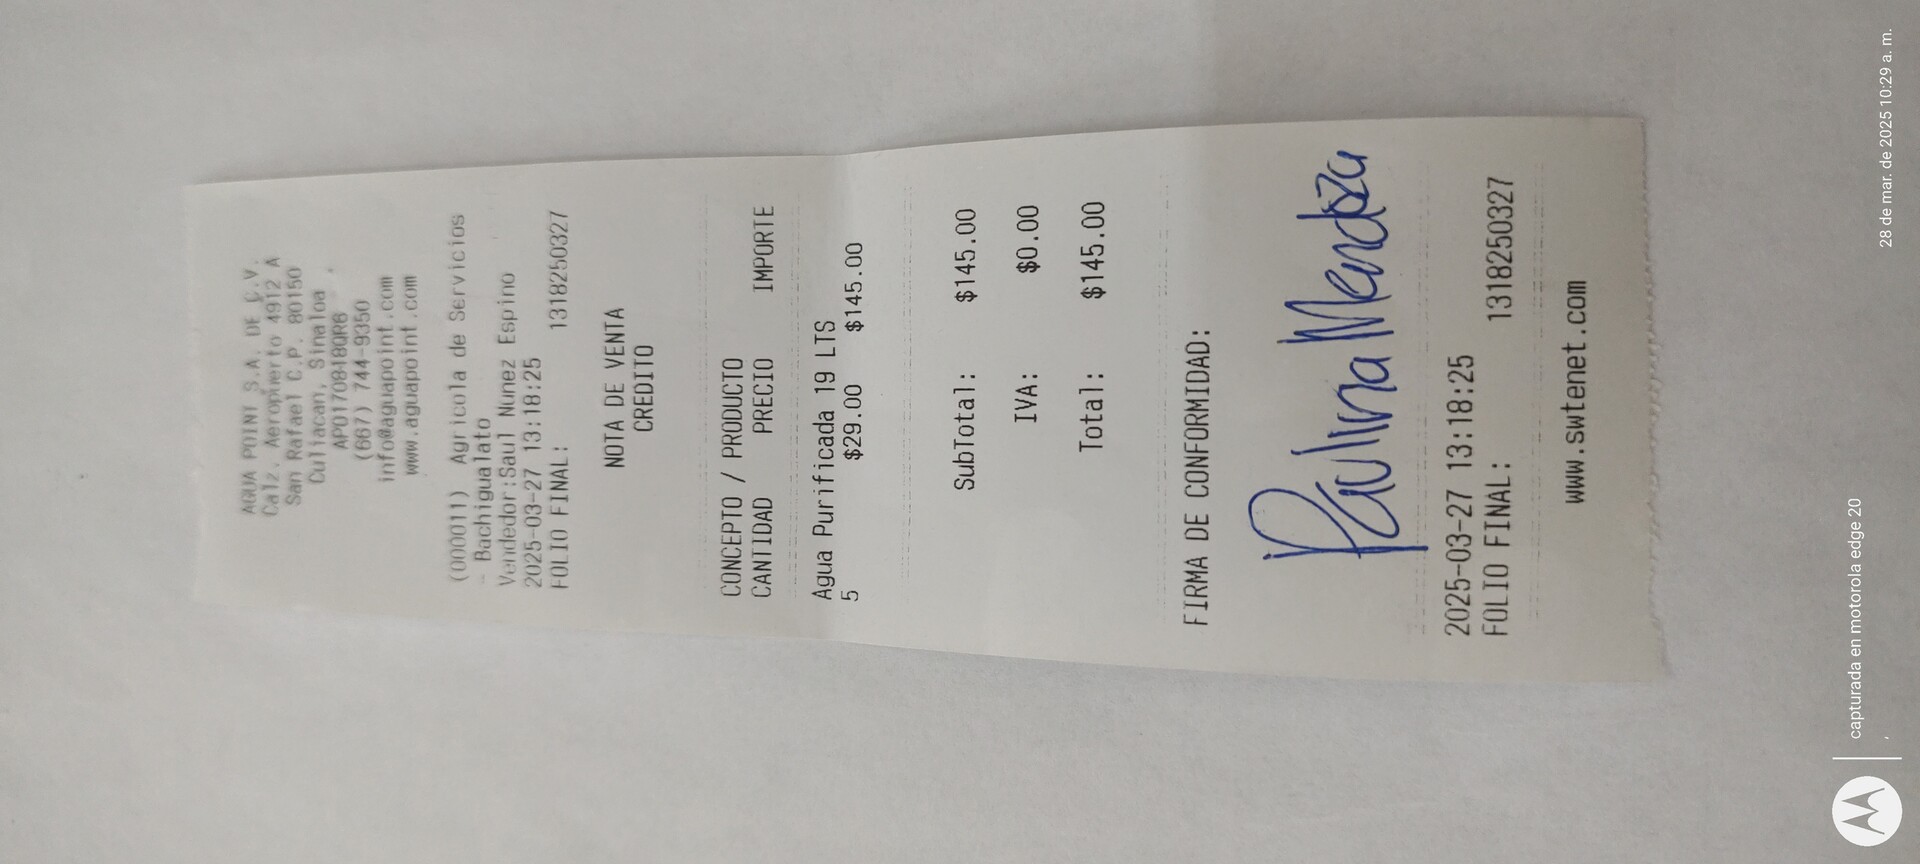 AGUA POINT S.A. DE C.V.
Calz. Aeropuerto 4912 A
San Rafael C.P. 80150
Culiacan, Sinaloa
APO170848QR6
(667) 744-9350
info@aguapoint.com
www.aguapoint.com
(000011) Agricola de Servicios
- Bachigualato
Vendedor:Saul Nunez Espino
2025-03-27 13:18:25
FOLIO FINAL: 1318250327
NOTA DE VENTA
CREDITO
CONCEPTO / PRODUCTO
CANTIDAD PRECIO IMPORTE
Agua Purificada 19 LTS
5 $29.00 $145.00
SubTotal: $145.00
IVA: $0.00
Total: $145.00
FIRMA DE CONFORMIDAD:
Paulina Mendoza
2025-03-27 13:18:25
FOLIO FINAL: 1318250327
www.swtenet.com
capturada en motorola edge 20
28 de mar. de 2025 10:29 a. m.